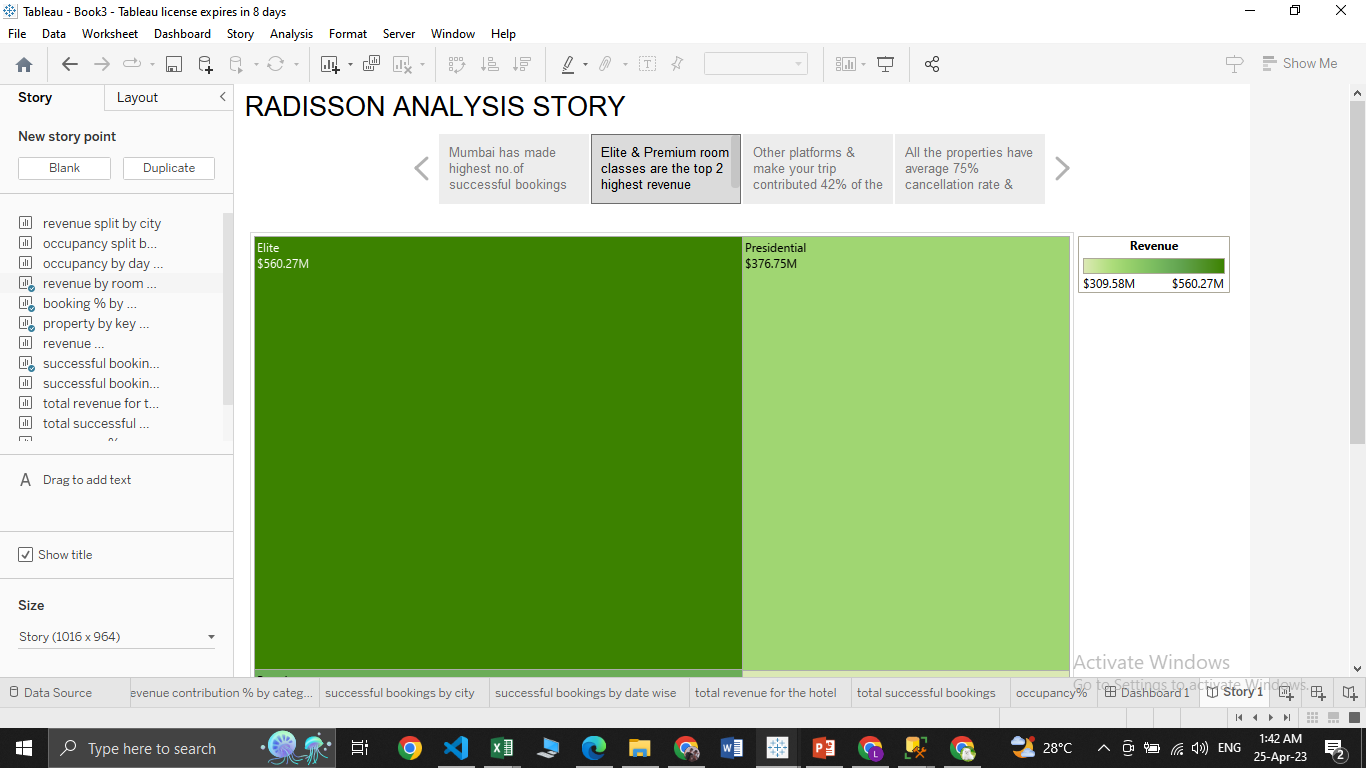 Tableau - Book3 - Tableau license expires in 8 days
File Data Worksheet Dashboard Story Analysis Format Server Window Help
Show Me
Story Layout
New story point
Blank Duplicate
revenue split by city
occupancy split b...
occupancy by day ...
revenue by room ...
booking % by ...
property by key ...
revenue ...
successful bookin...
successful bookin...
total revenue for t...
total successful ...
A Drag to add text
Show title
Size
Story (1016 x 964)
RADISSON ANALYSIS STORY
Mumbai has made
highest no.of
successful bookings
Elite & Premium room
classes are the top 2
highest revenue
Other platforms &
make your trip
contributed 42% of the
All the properties have
average 75%
cancellation rate &
Elite
$560.27M
Presidential
$376.75M
Revenue
$309.58M $560.27M
Activate Windows
Go to Settings to activate Windows.
Data Source evenue contribution % by categ... successful bookings by city successful bookings by date wise total revenue for the hotel total successful bookings occupancy% Dashboard 1 Story 1
Type here to search
28°C
ENG
1:42 AM
25-Apr-23
2